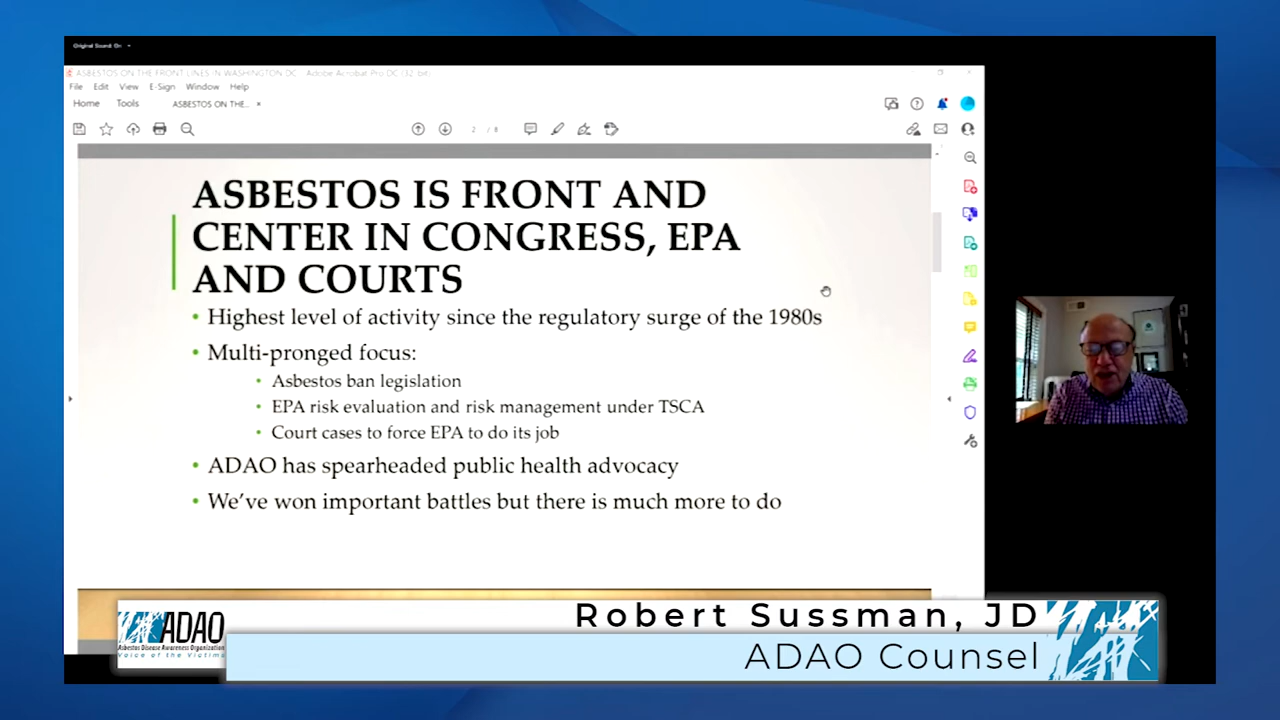 Original Sound: On
ASBESTOS ON THE FRONT LINES IN WASHINGTON DC - Adobe Acrobat Pro DC (32-bit)
File Edit View E-Sign Window Help
Home Tools ASBESTOS ON THE... ×
2 / 8
ASBESTOS IS FRONT AND
CENTER IN CONGRESS, EPA
AND COURTS
• Highest level of activity since the regulatory surge of the 1980s
• Multi-pronged focus:
• Asbestos ban legislation
• EPA risk evaluation and risk management under TSCA
• Court cases to force EPA to do its job
• ADAO has spearheaded public health advocacy
• We've won important battles but there is much more to do
Robert Sussman, JD
ADAO Counsel
ADAO
Asbestos Disease Awareness Organization
Voice of the Victims